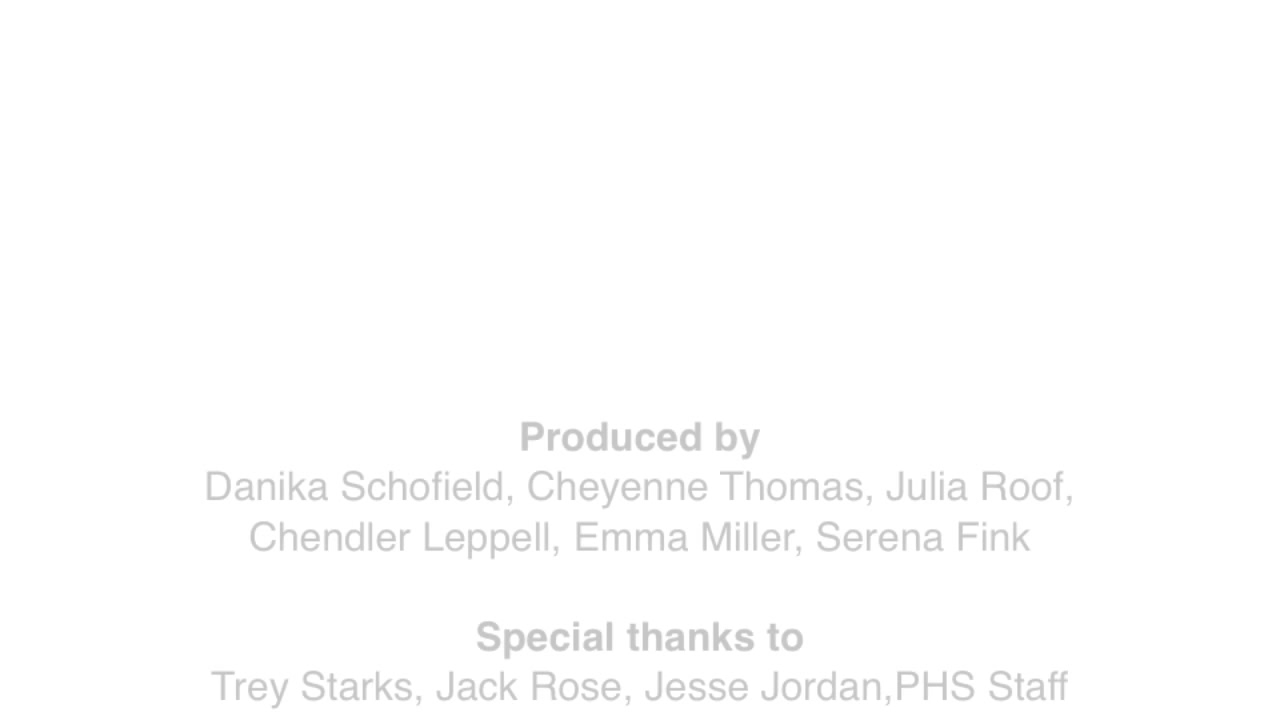 Produced by
Danika Schofield, Cheyenne Thomas, Julia Roof,
Chendler Leppell, Emma Miller, Serena Fink
Special thanks to
Trey Starks, Jack Rose, Jesse Jordan,PHS Staff